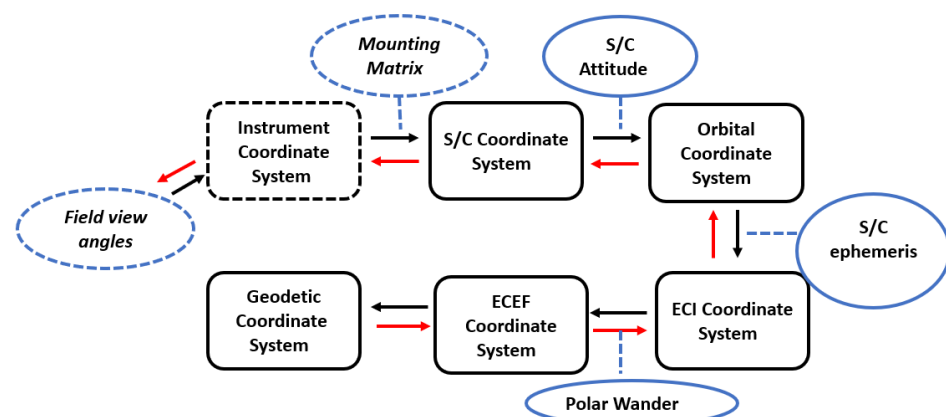 Mounting
Matrix
S/C
Attitude
Instrument
Coordinate
System
S/C Coordinate
System
Orbital
Coordinate
System
Field view
angles
S/C
ephemeris
Geodetic
Coordinate
System
ECEF
Coordinate
System
ECI Coordinate
System
Polar Wander